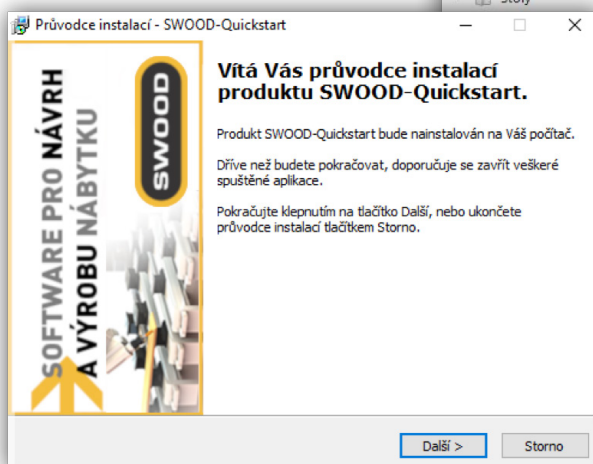 Stoly
Průvodce instalací - SWOOD-Quickstart
SOFTWARE PRO NÁVRH
A VÝROBU NÁBYTKU
SWOOD
Vítá Vás průvodce instalací
produktu SWOOD-Quickstart.
Produkt SWOOD-Quickstart bude nainstalován na Váš počítač.
Dříve než budete pokračovat, doporučuje se zavřít veškeré
spuštěné aplikace.
Pokračujte klepnutím na tlačítko Další, nebo ukončete
průvodce instalací tlačítkem Storno.
Další >
Storno